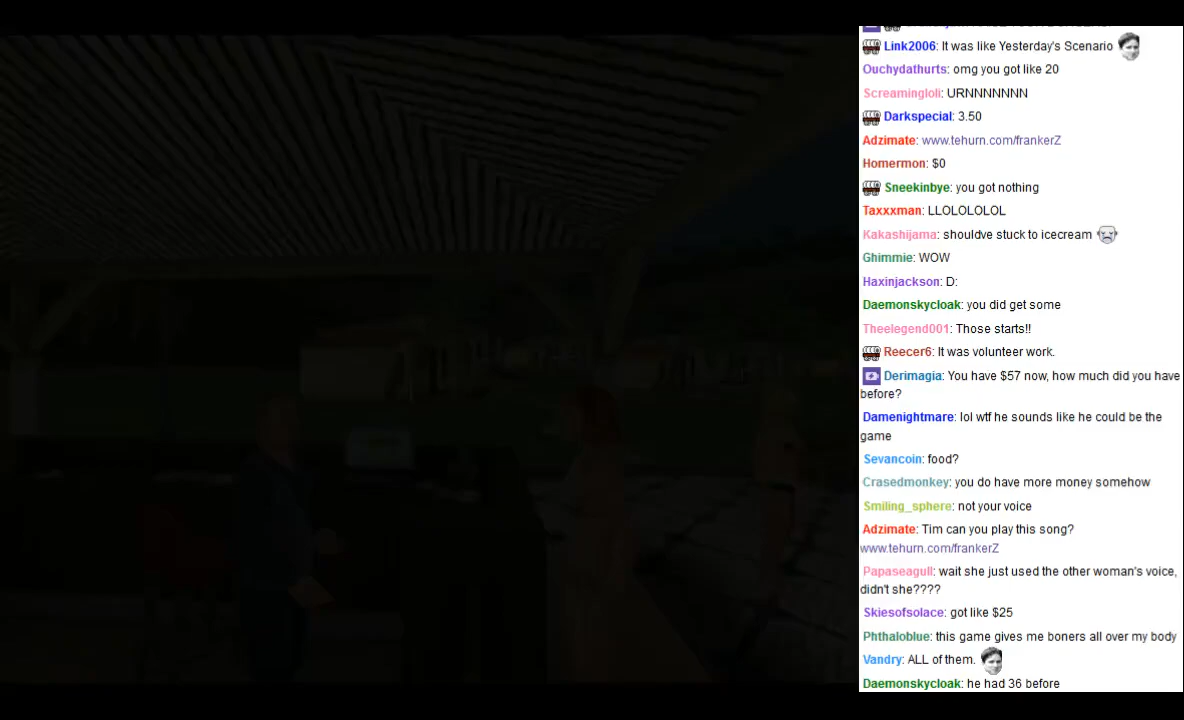 Link2006: It was like Yesterday's Scenario
Ouchydathurts: omg you got like 20
Screamingloli: URNNNNNNN
Darkspecial: 3.50
Adzimate: www.tehurn.com/frankerZ
Homermon: $0
Sneekinbye: you got nothing
Taxxxman: LLOLOLOLOL
Kakashijama: shouldve stuck to icecream
Ghimmie: WOW
Haxinjackson: D:
Daemonskycloak: you did get some
Theelegend001: Those starts!!
Reecer6: It was volunteer work.
Derimagia: You have $57 now, how much did you have
before?
Damenightmare: lol wtf he sounds like he could be the
game
Sevancoin: food?
Crasedmonkey: you do have more money somehow
Smiling_sphere: not your voice
Adzimate: Tim can you play this song?
www.tehurn.com/frankerZ
Papaseagull: wait she just used the other woman's voice,
didn't she????
Skiesofsolace: got like $25
Phthaloblue: this game gives me boners all over my body
Vandry: ALL of them.
Daemonskycloak: he had 36 before